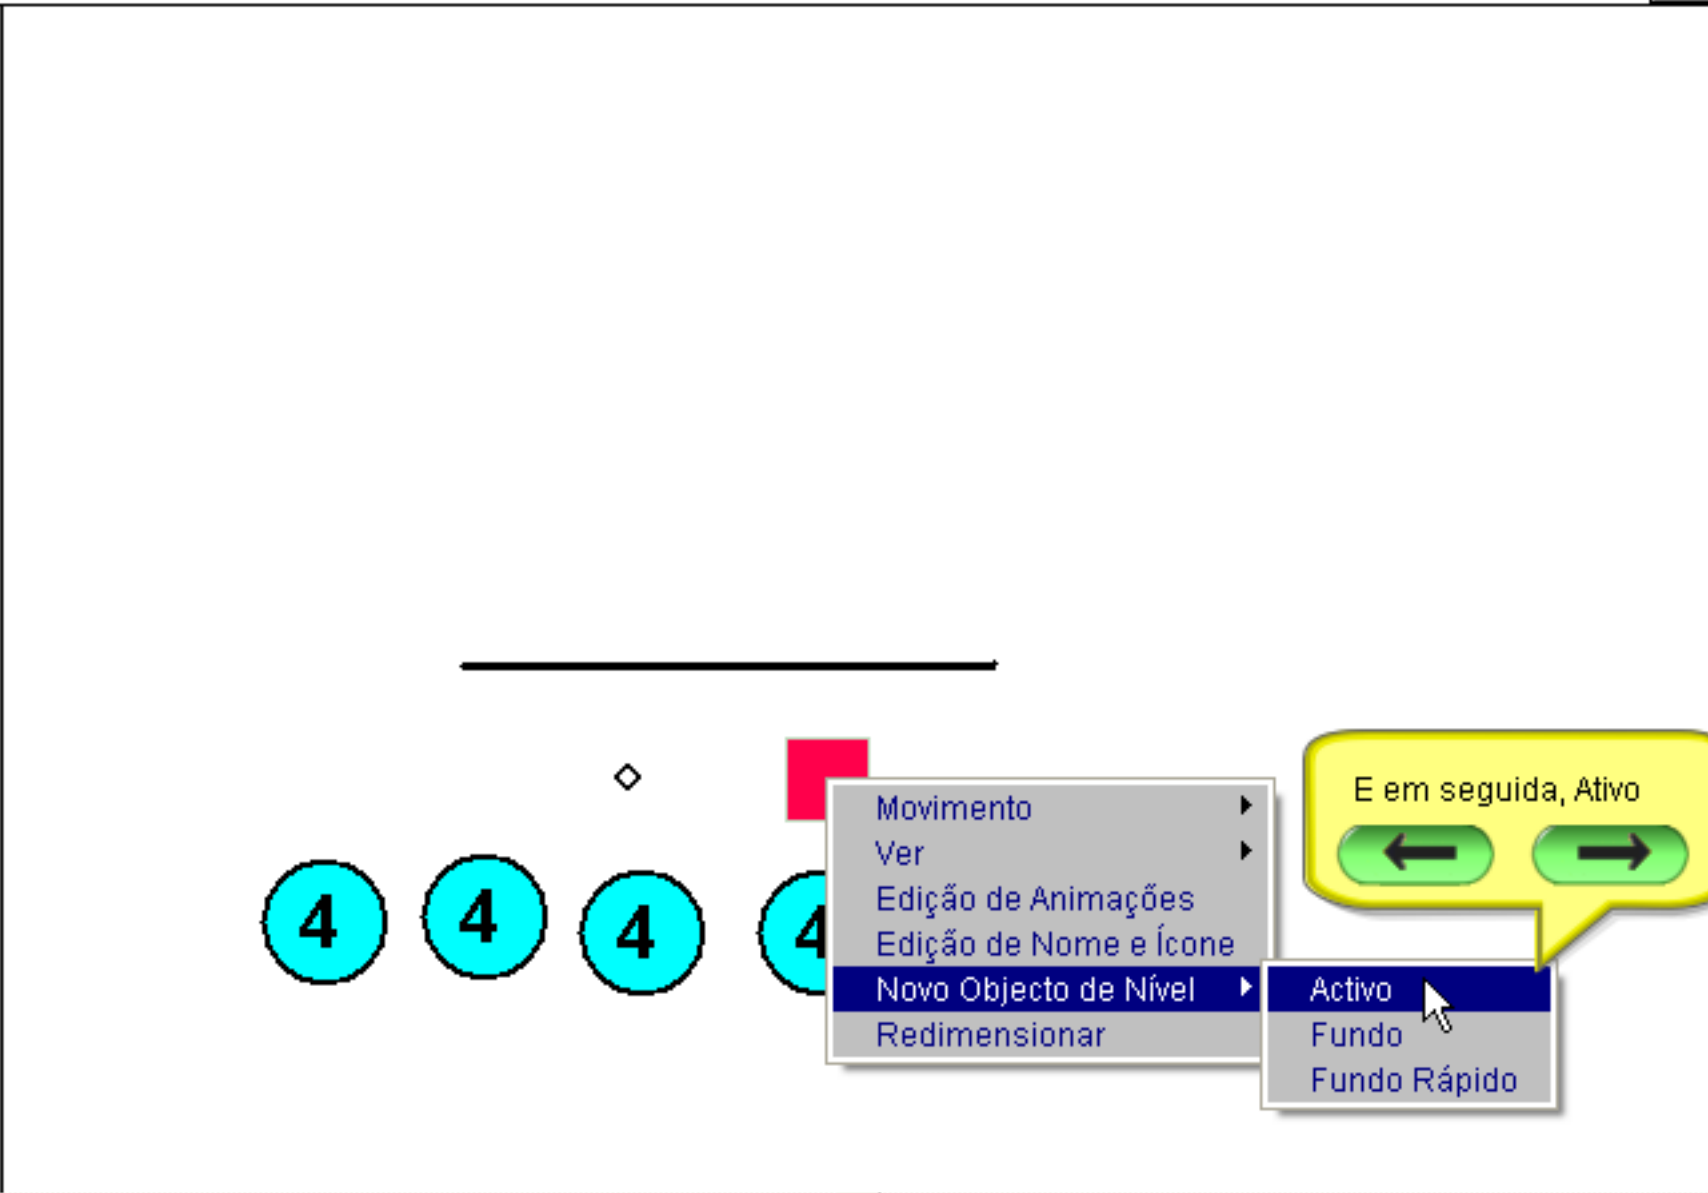 E em seguida, Ativo
4 4 4 4
Movimento
Ver
Edição de Animações
Edição de Nome e Ícone
Novo Objecto de Nível
Redimensionar
Activo
Fundo
Fundo Rápido